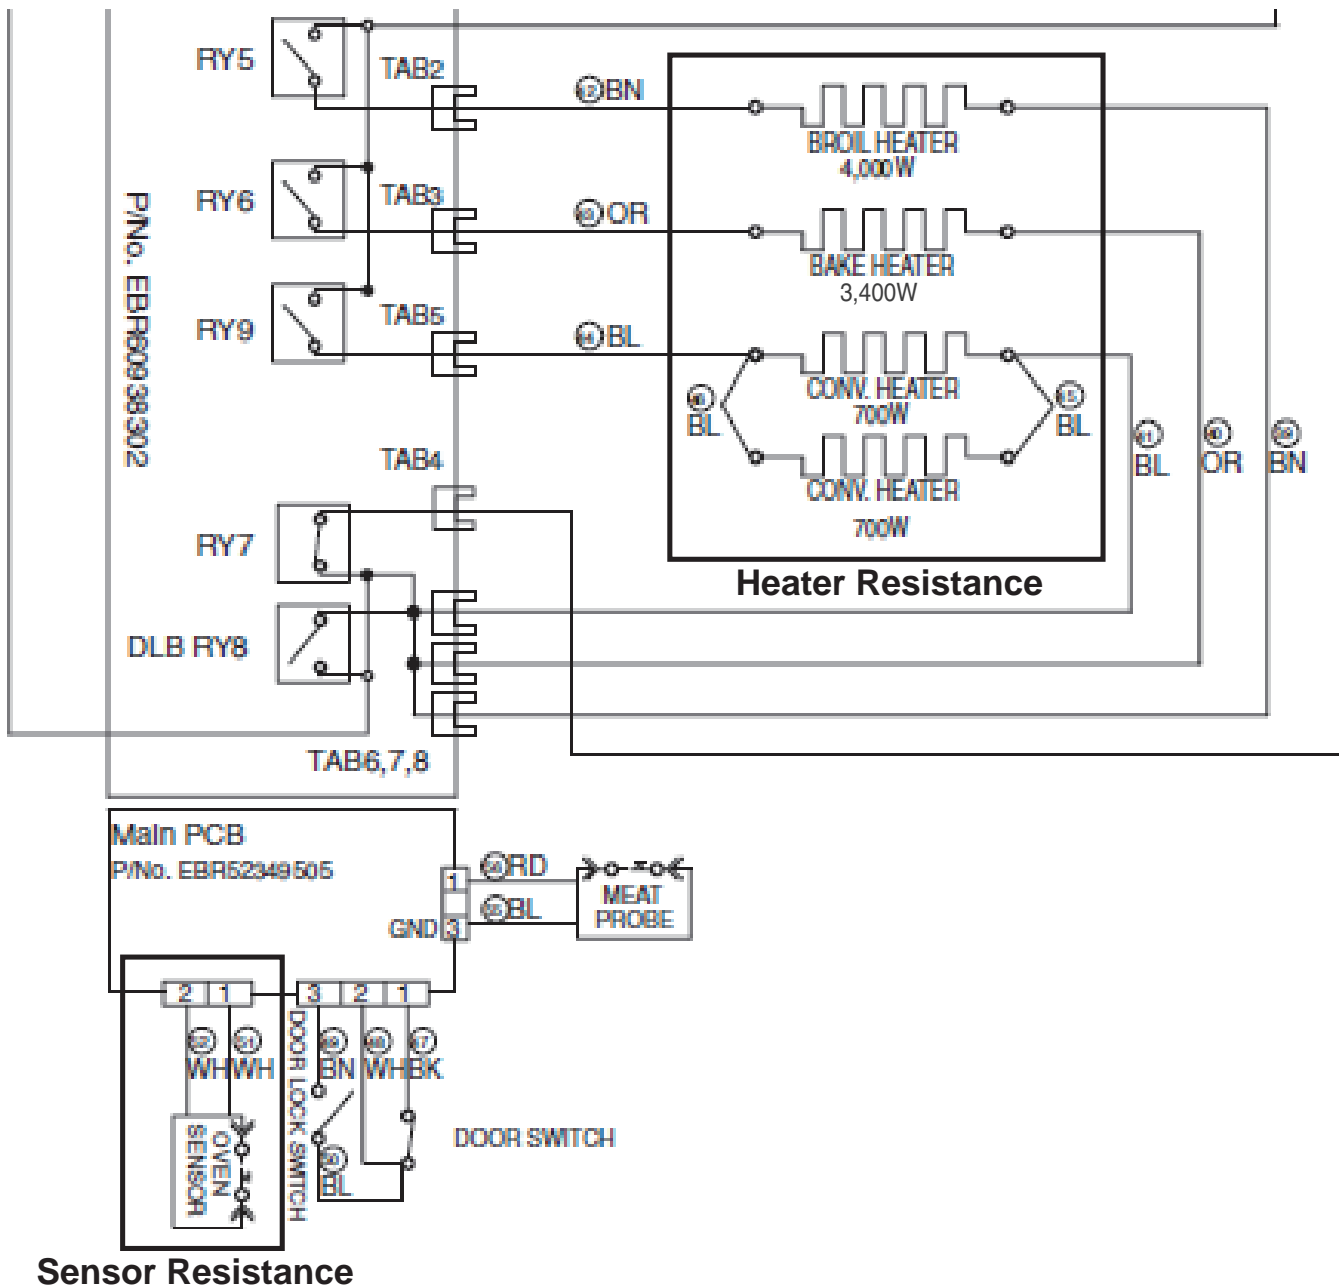 RY5
TAB2
BN
BROIL HEATER
4,000W
RY6
TAB3
OR
BAKE HEATER
3,400W
P/No. EBR60938302
RY9
TAB5
BL
CONV. HEATER
700W
BL
BL
CONV. HEATER
700W
BL
OR
BN
TAB4
RY7
Heater Resistance
DLB RY8
TAB6,7,8
Main PCB
P/No. EBR52349505
1
RD
MEAT
PROBE
GND 3
BL
2 1
3 2 1
WH WH
BN WH BK
DOOR LOCK SWITCH
OVEN
SENSOR
BL
DOOR SWITCH
Sensor Resistance